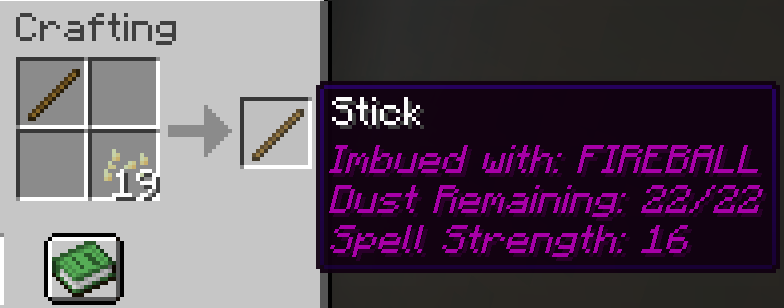 Crafting
19
Stick
Imbued with: FIREBALL
Dust Remaining: 22/22
Spell Strength: 16